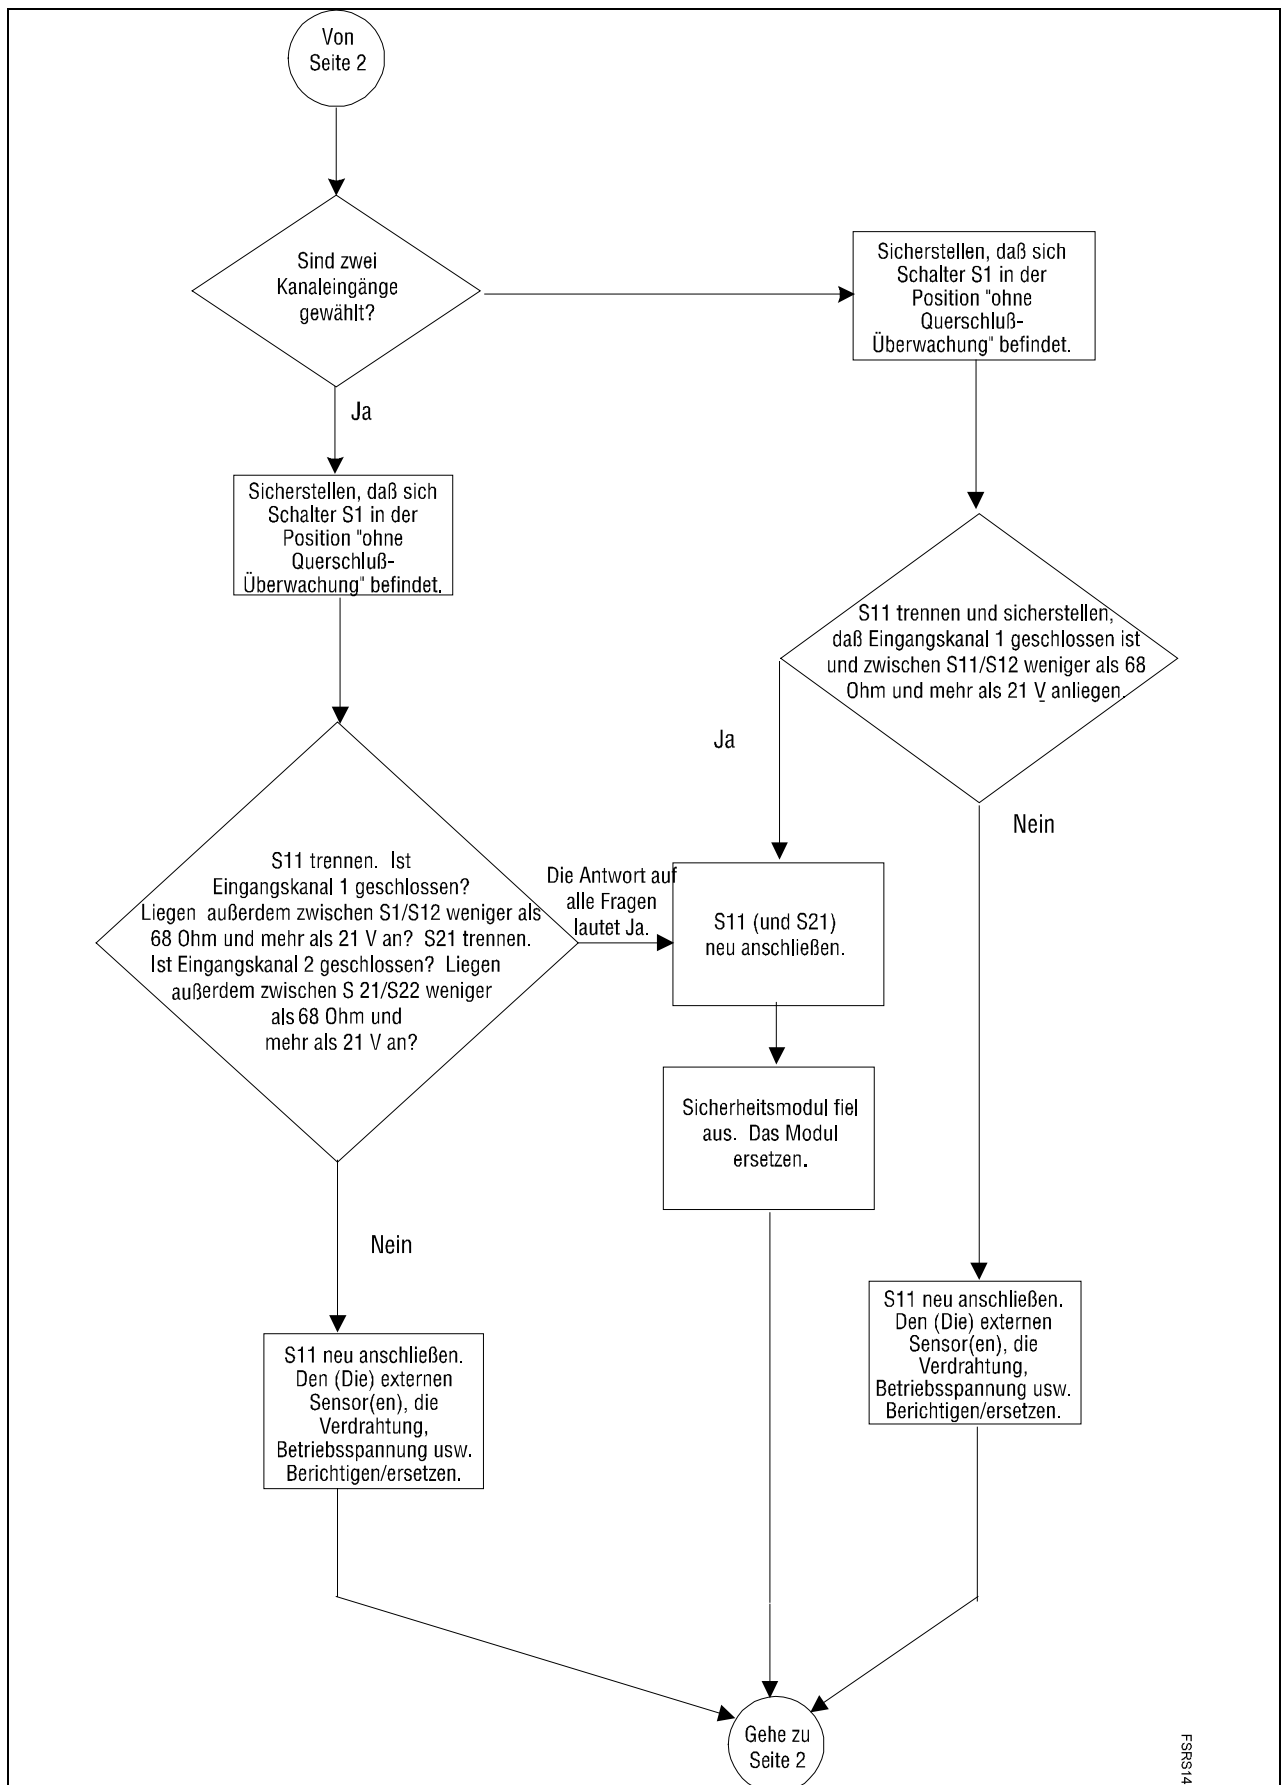 Von
Seite 2
Sind zwei
Kanaleingänge
gewählt?
Sicherstellen, daß sich
Schalter S1 in der
Position "ohne
Querschluß-
Überwachung" befindet.
Ja
Sicherstellen, daß sich
Schalter S1 in der
Position "ohne
Querschluß-
Überwachung" befindet.
S11 trennen und sicherstellen,
daß Eingangskanal 1 geschlossen ist
und zwischen S11/S12 weniger als 68
Ohm und mehr als 21 V anliegen.
Ja
Nein
S11 trennen. Ist
Eingangskanal 1 geschlossen?
Liegen außerdem zwischen S1/S12 weniger als
68 Ohm und mehr als 21 V an? S21 trennen.
Ist Eingangskanal 2 geschlossen? Liegen
außerdem zwischen S 21/S22 weniger
als 68 Ohm und
mehr als 21 V an?
Die Antwort auf
alle Fragen
lautet Ja.
S11 (und S21)
neu anschließen.
Sicherheitsmodul fiel
aus. Das Modul
ersetzen.
Nein
S11 neu anschließen.
Den (Die) externen
Sensor(en), die
Verdrahtung,
Betriebsspannung usw.
Berichtigen/ersetzen.
S11 neu anschließen.
Den (Die) externen
Sensor(en), die
Verdrahtung,
Betriebsspannung usw.
Berichtigen/ersetzen.
Gehe zu
Seite 2
FSRS14